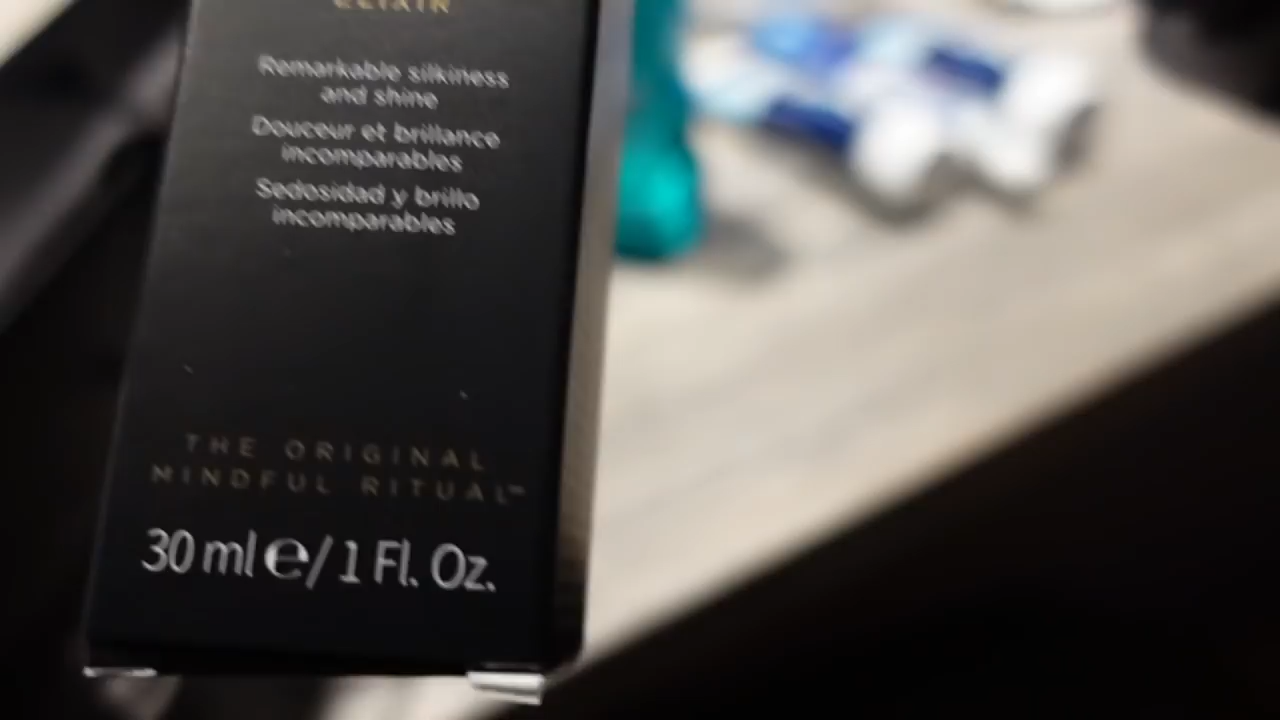 ELIXIR
Remarkable silkiness
and shine
Douceur et brillance
incomparables
Sedosidad y brillo
incomparables
THE ORIGINAL
MINDFUL RITUAL™
30 ml e / 1 Fl. Oz.